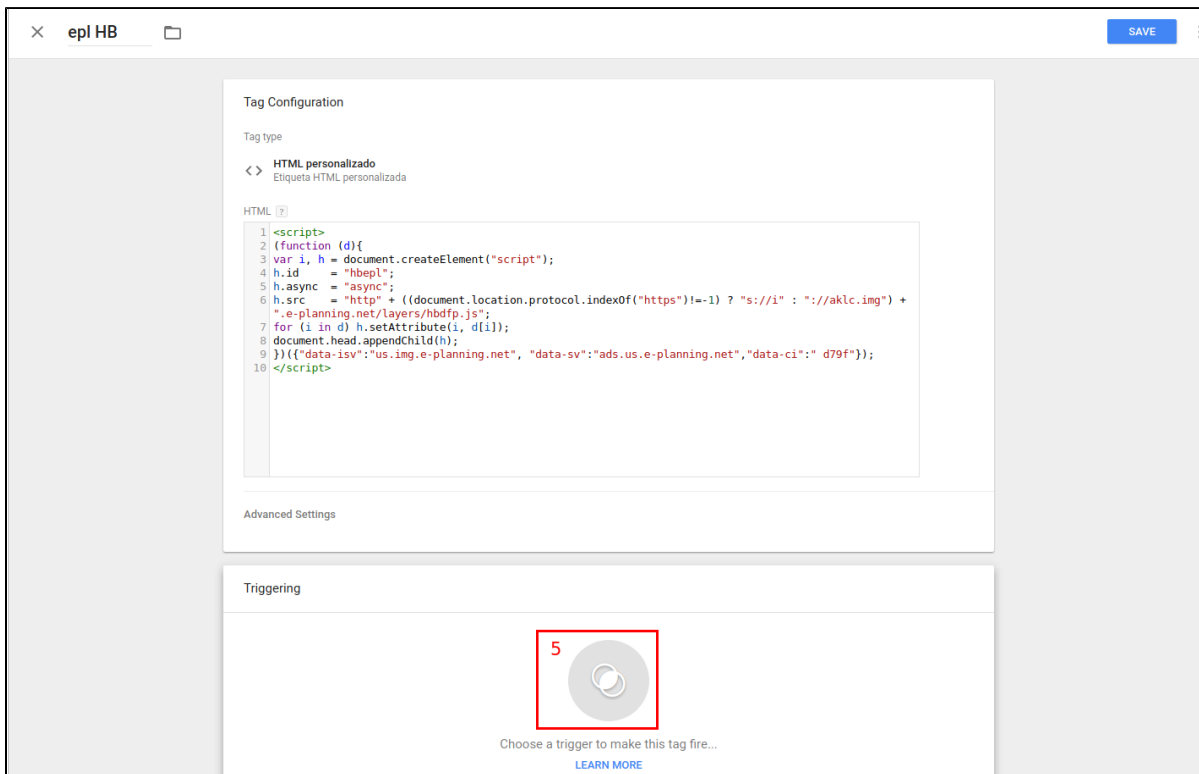 epl HB
SAVE
Tag Configuration
Tag type
HTML personalizado
Etiqueta HTML personalizada
HTML ?
1 <script>
2 (function (d){
3 var i, h = document.createElement("script");
4 h.id     = "hbepl";
5 h.async  = "async";
6 h.src    = "http" + ((document.location.protocol.indexOf("https")!=-1) ? "s://i" : "://aklc.img") +
".e-planning.net/layers/hbdfp.js";
7 for (i in d) h.setAttribute(i, d[i]);
8 document.head.appendChild(h);
9 })({"data-isv":"us.img.e-planning.net", "data-sv":"ads.us.e-planning.net","data-ci":" d79f"});
10 </script>
Advanced Settings
Triggering
5
Choose a trigger to make this tag fire...
LEARN MORE